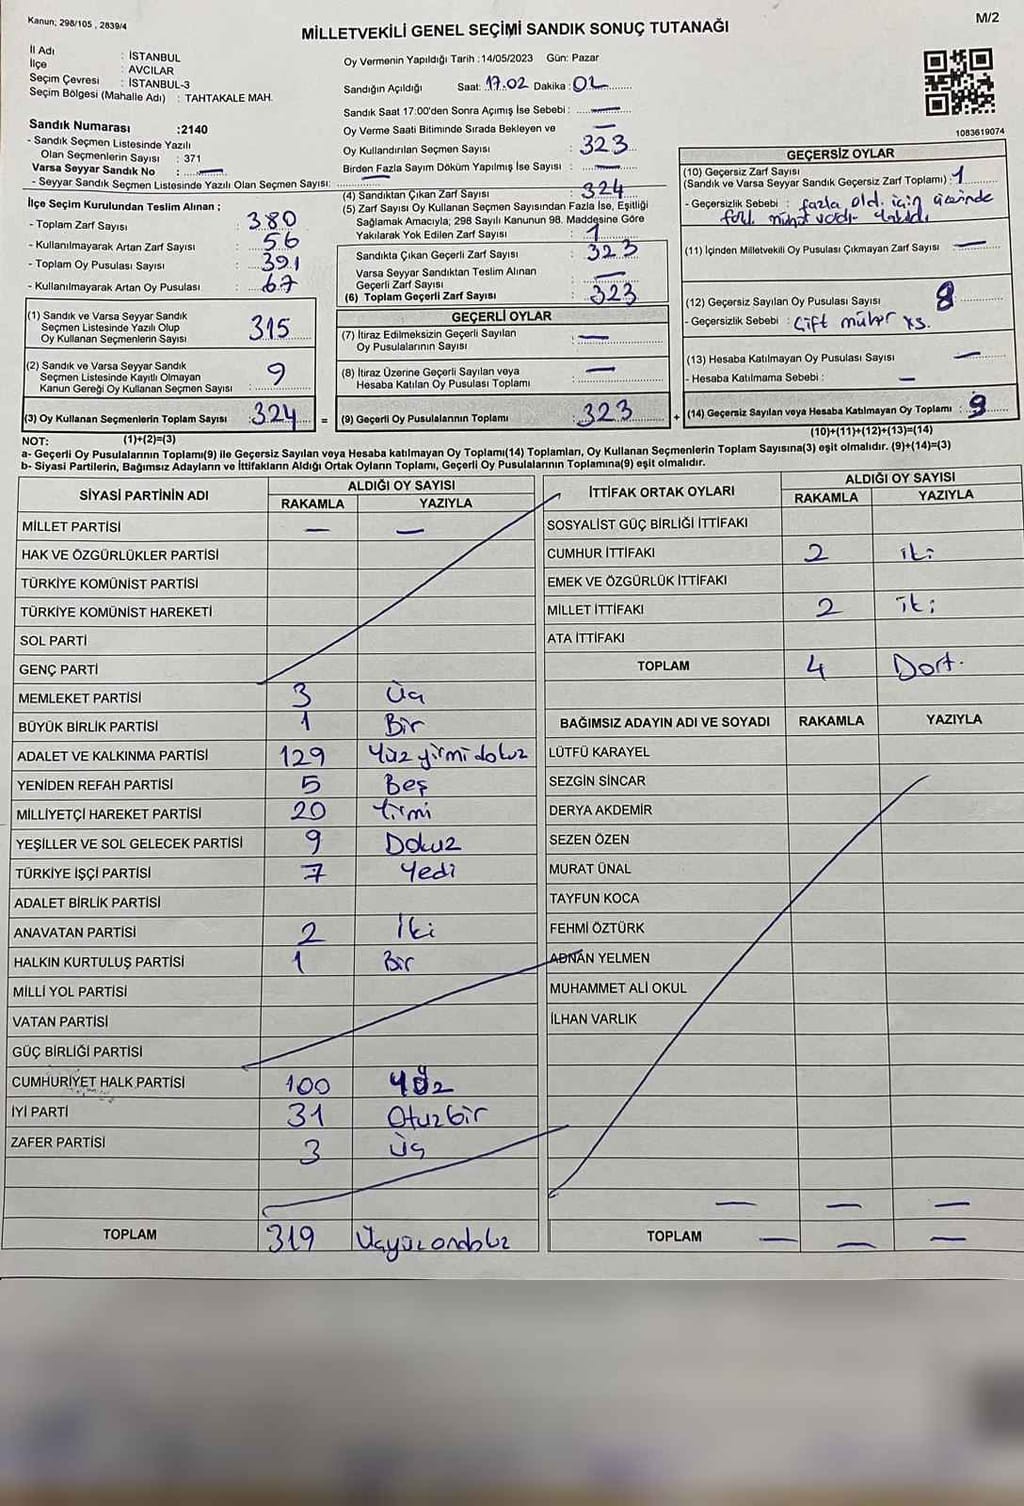 Kanun; 298/105 , 2839/4
MİLLETVEKİLİ GENEL SEÇİMİ SANDIK SONUÇ TUTANAĞI
M/2
İl Adı : İSTANBUL
İlçe : AVCILAR
Seçim Çevresi : İSTANBUL-3
Seçim Bölgesi (Mahalle Adı) : TAHTAKALE MAH.
Oy Vermenin Yapıldığı Tarih :14/05/2023 Gün: Pazar
Sandığın Açıldığı Saat: 17.02 Dakika: 02
Sandık Saat 17:00'den Sonra Açımış İse Sebebi : —
Oy Verme Saati Bitiminde Sırada Bekleyen ve —
Oy Kullandırılan Seçmen Sayısı : 323
Birden Fazla Sayım Döküm Yapılmış İse Sayısı : —
1083619074
Sandık Numarası :2140
- Sandık Seçmen Listesinde Yazılı
Olan Seçmenlerin Sayısı : 371
Varsa Seyyar Sandık No : —
- Seyyar Sandık Seçmen Listesinde Yazılı Olan Seçmen Sayısı: —
İlçe Seçim Kurulundan Teslim Alınan ;
- Toplam Zarf Sayısı : 380
- Kullanılmayarak Artan Zarf Sayısı : 56
- Toplam Oy Pusulası Sayısı : 391
- Kullanılmayarak Artan Oy Pusulası : 67
(4) Sandıktan Çıkan Zarf Sayısı : 324
(5) Zarf Sayısı Oy Kullanan Seçmen Sayısından Fazla İse, Eşitliği
Sağlamak Amacıyla; 298 Sayılı Kanunun 98. Maddesine Göre
Yakılarak Yok Edilen Zarf Sayısı : 1
Sandıkta Çıkan Geçerli Zarf Sayısı : 323
Varsa Seyyar Sandıktan Teslim Alınan
Geçerli Zarf Sayısı : —
(6) Toplam Geçerli Zarf Sayısı : 323
GEÇERSİZ OYLAR
(10) Geçersiz Zarf Sayısı
(Sandık ve Varsa Seyyar Sandık Geçersiz Zarf Toplamı) : 1
- Geçersizlik Sebebi : fazla old. için üzerinde
(11) İçinden Milletvekili Oy Pusulası Çıkmayan Zarf Sayısı —
(12) Geçersiz Sayılan Oy Pusulası Sayısı 8
- Geçersizlik Sebebi : Çift mühür
(13) Hesaba Katılmayan Oy Pusulası Sayısı —
- Hesaba Katılmama Sebebi : —
(14) Geçersiz Sayılan veya Hesaba Katılmayan Oy Toplamı : 9
(10)+(11)+(12)+(13)=(14)
(1) Sandık ve Varsa Seyyar Sandık
Seçmen Listesinde Yazılı Olup
Oy Kullanan Seçmenlerin Sayısı 315
(2) Sandık ve Varsa Seyyar Sandık
Seçmen Listesinde Kayıtlı Olmayan
Kanun Gereği Oy Kullanan Seçmen Sayısı : 9
(3) Oy Kullanan Seçmenlerin Toplam Sayısı :324 =
(1)+(2)=(3)
GEÇERLİ OYLAR
(7) İtiraz Edilmeksizin Geçerli Sayılan
Oy Pusulalarının Sayısı : —
(8) İtiraz Üzerine Geçerli Sayılan veya
Hesaba Katılan Oy Pusulası Toplamı : —
(9) Geçerli Oy Pusulalarının Toplamı : 323 +
NOT:
a- Geçerli Oy Pusulalarının Toplamı(9) ile Geçersiz Sayılan veya Hesaba katılmayan Oy Toplamı(14) Toplamları, Oy Kullanan Seçmenlerin Toplam Sayısına(3) eşit olmalıdır. (9)+(14)=(3)
b- Siyasi Partilerin, Bağımsız Adayların ve İttifakların Aldığı Ortak Oyların Toplamı, Geçerli Oy Pusulalarının Toplamına(9) eşit olmalıdır.
SİYASİ PARTİNİN ADI
ALDIĞI OY SAYISI
RAKAMLA YAZIYLA
MİLLET PARTİSİ — —
HAK VE ÖZGÜRLÜKLER PARTİSİ
TÜRKİYE KOMÜNİST PARTİSİ
TÜRKİYE KOMÜNİST HAREKETİ
SOL PARTİ
GENÇ PARTİ
MEMLEKET PARTİSİ 3 Üç
BÜYÜK BİRLİK PARTİSİ 1 Bir
ADALET VE KALKINMA PARTİSİ 129 Yüz yirmi dokuz
YENİDEN REFAH PARTİSİ 5 Beş
MİLLİYETÇİ HAREKET PARTİSİ 20 Yirmi
YEŞİLLER VE SOL GELECEK PARTİSİ 9 Dokuz
TÜRKİYE İŞÇİ PARTİSİ 7 Yedi
ADALET BİRLİK PARTİSİ
ANAVATAN PARTİSİ 2 İki
HALKIN KURTULUŞ PARTİSİ 1 Bir
MİLLİ YOL PARTİSİ
VATAN PARTİSİ
GÜÇ BİRLİĞİ PARTİSİ
CUMHURİYET HALK PARTİSİ 100 Yüz
İYİ PARTİ 31 Otuzbir
ZAFER PARTİSİ 3 Üç
TOPLAM 319 Üçyüzondokuz
İTTİFAK ORTAK OYLARI
ALDIĞI OY SAYISI
RAKAMLA YAZIYLA
SOSYALİST GÜÇ BİRLİĞİ İTTİFAKI
CUMHUR İTTİFAKI 2 iki
EMEK VE ÖZGÜRLÜK İTTİFAKI
MİLLET İTTİFAKI 2 İki
ATA İTTİFAKI
TOPLAM 4 Dört.
BAĞIMSIZ ADAYIN ADI VE SOYADI RAKAMLA YAZIYLA
LÜTFÜ KARAYEL
SEZGİN SİNCAR
DERYA AKDEMİR
SEZEN ÖZEN
MURAT ÜNAL
TAYFUN KOCA
FEHMİ ÖZTÜRK
ADNAN YELMEN
MUHAMMET ALİ OKUL
İLHAN VARLIK
— — —
TOPLAM — — —